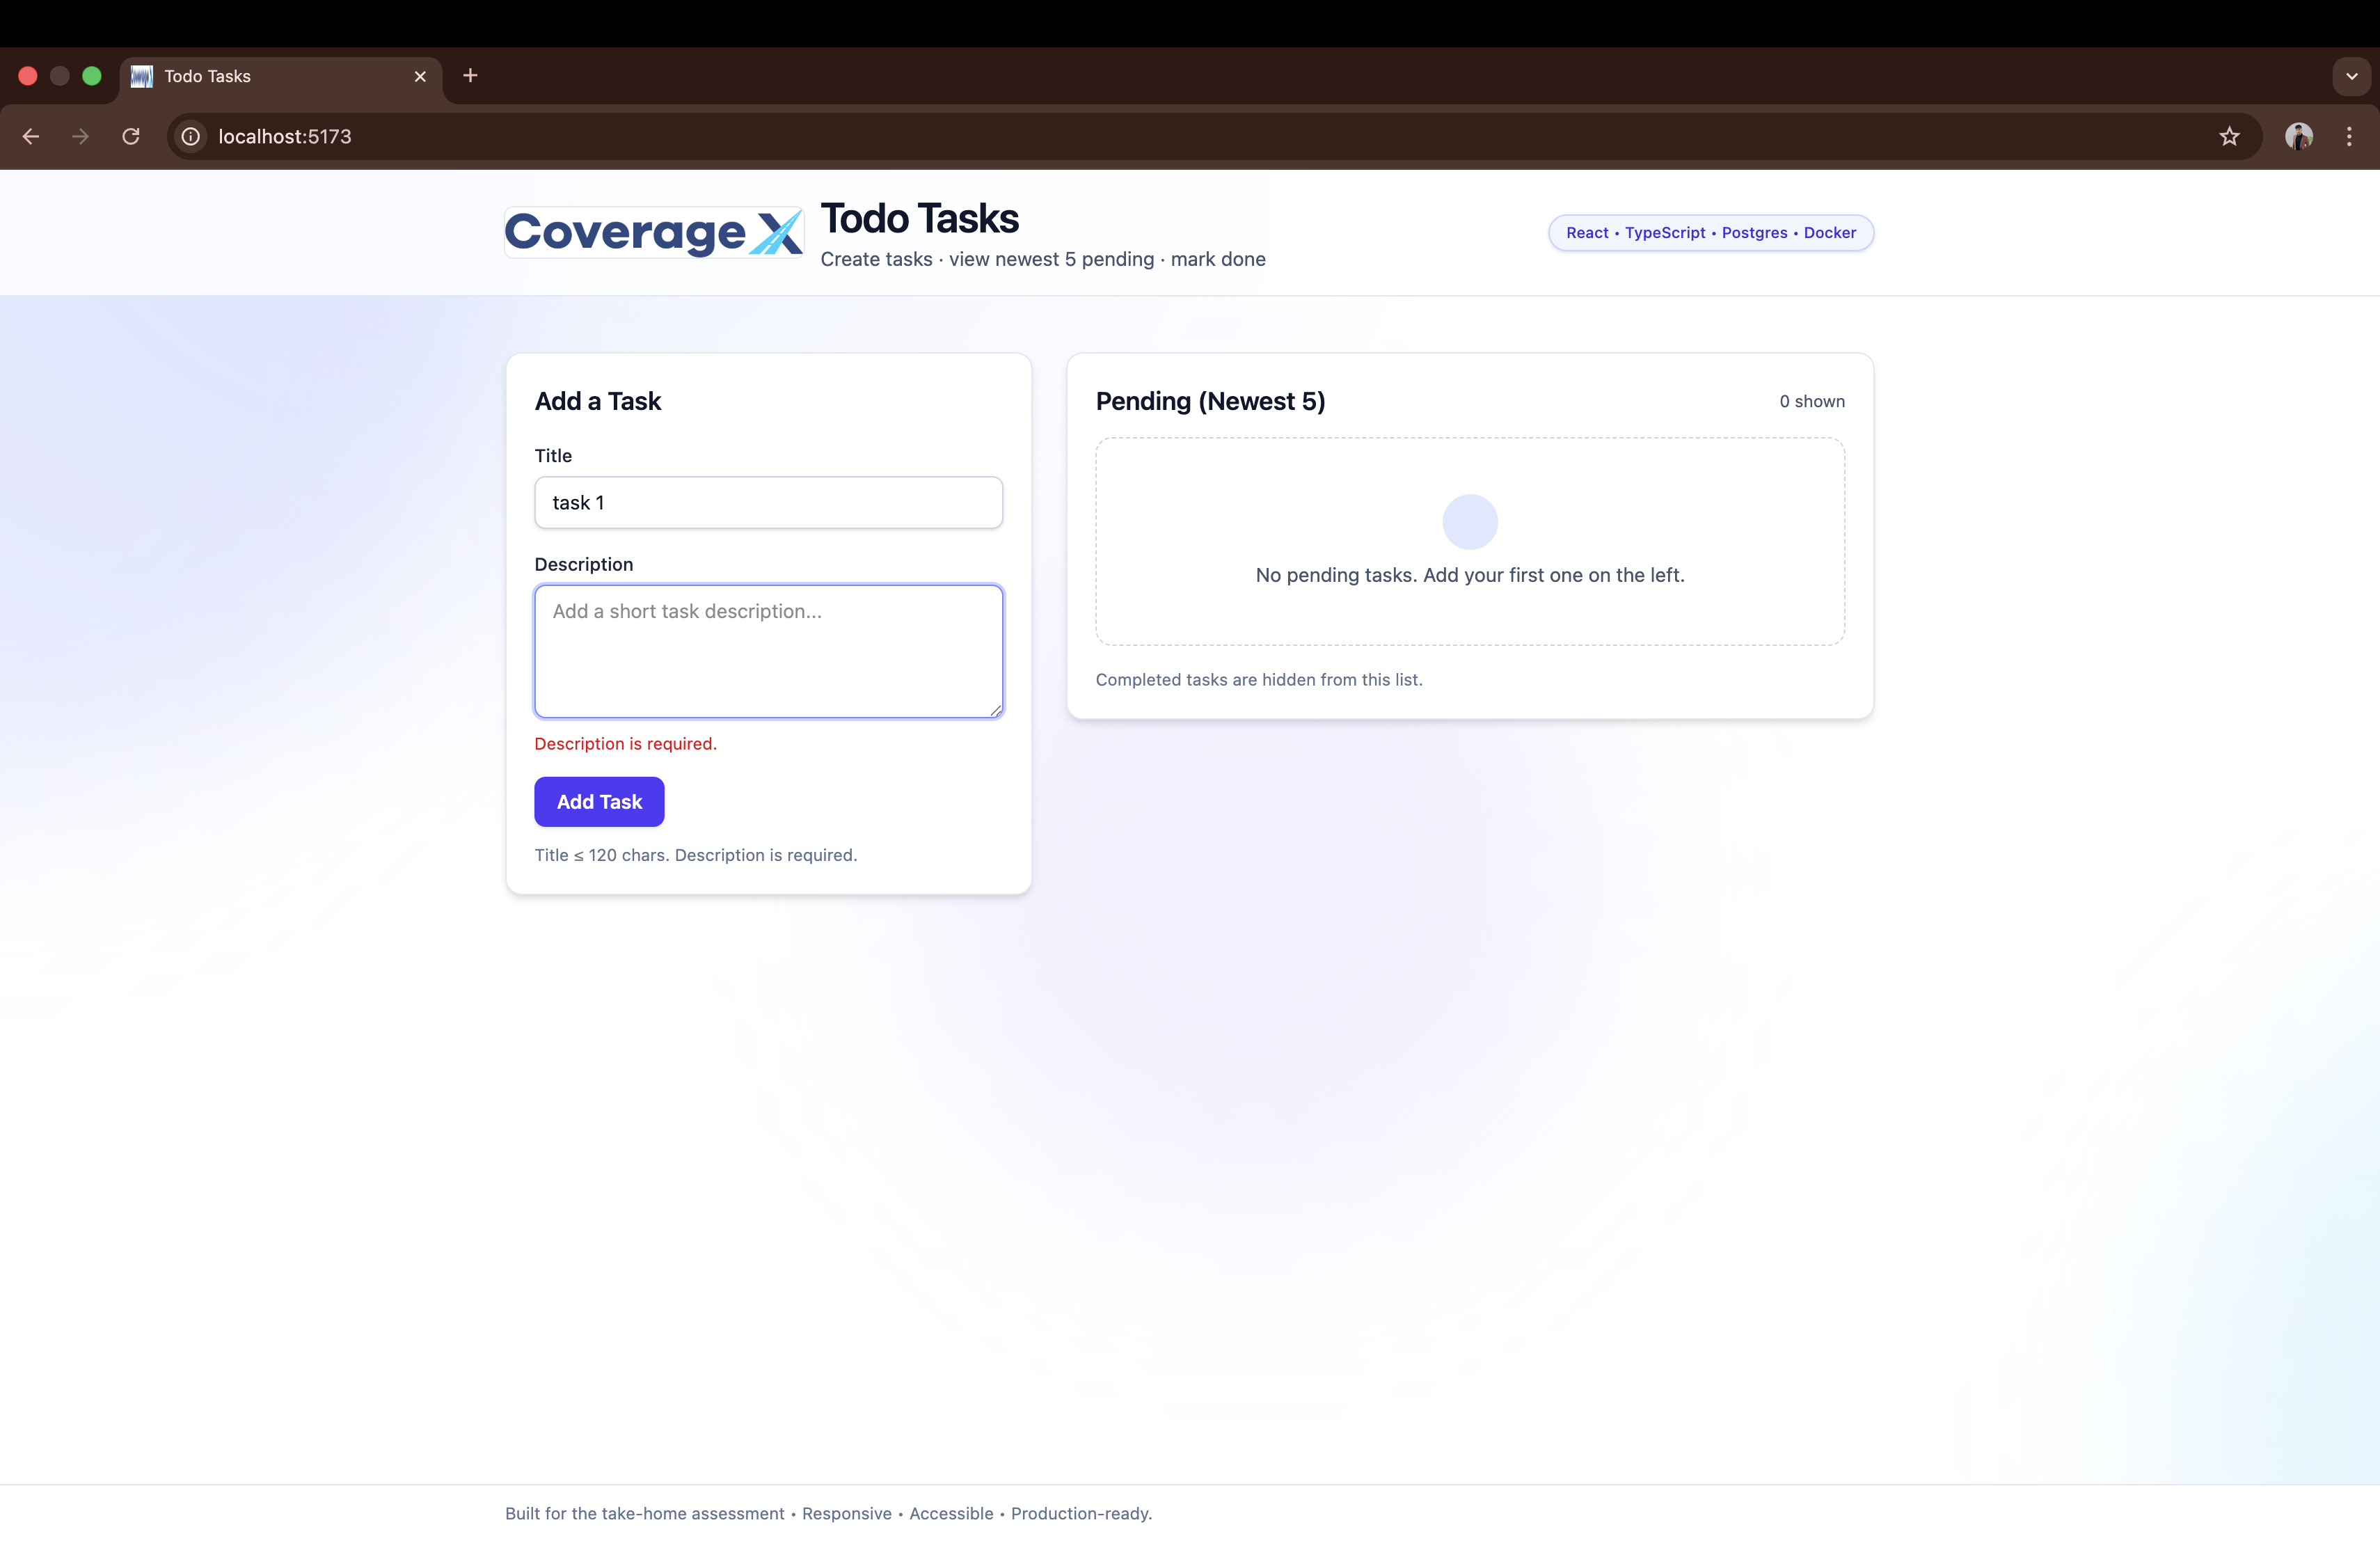 Todo Tasks
localhost:5173
Coverage X
Todo Tasks
Create tasks · view newest 5 pending · mark done
React • TypeScript • Postgres • Docker
Add a Task
Title
task 1
Description
Add a short task description...
Description is required.
Add Task
Title ≤ 120 chars. Description is required.
Pending (Newest 5)
0 shown
No pending tasks. Add your first one on the left.
Completed tasks are hidden from this list.
Built for the take-home assessment • Responsive • Accessible • Production-ready.